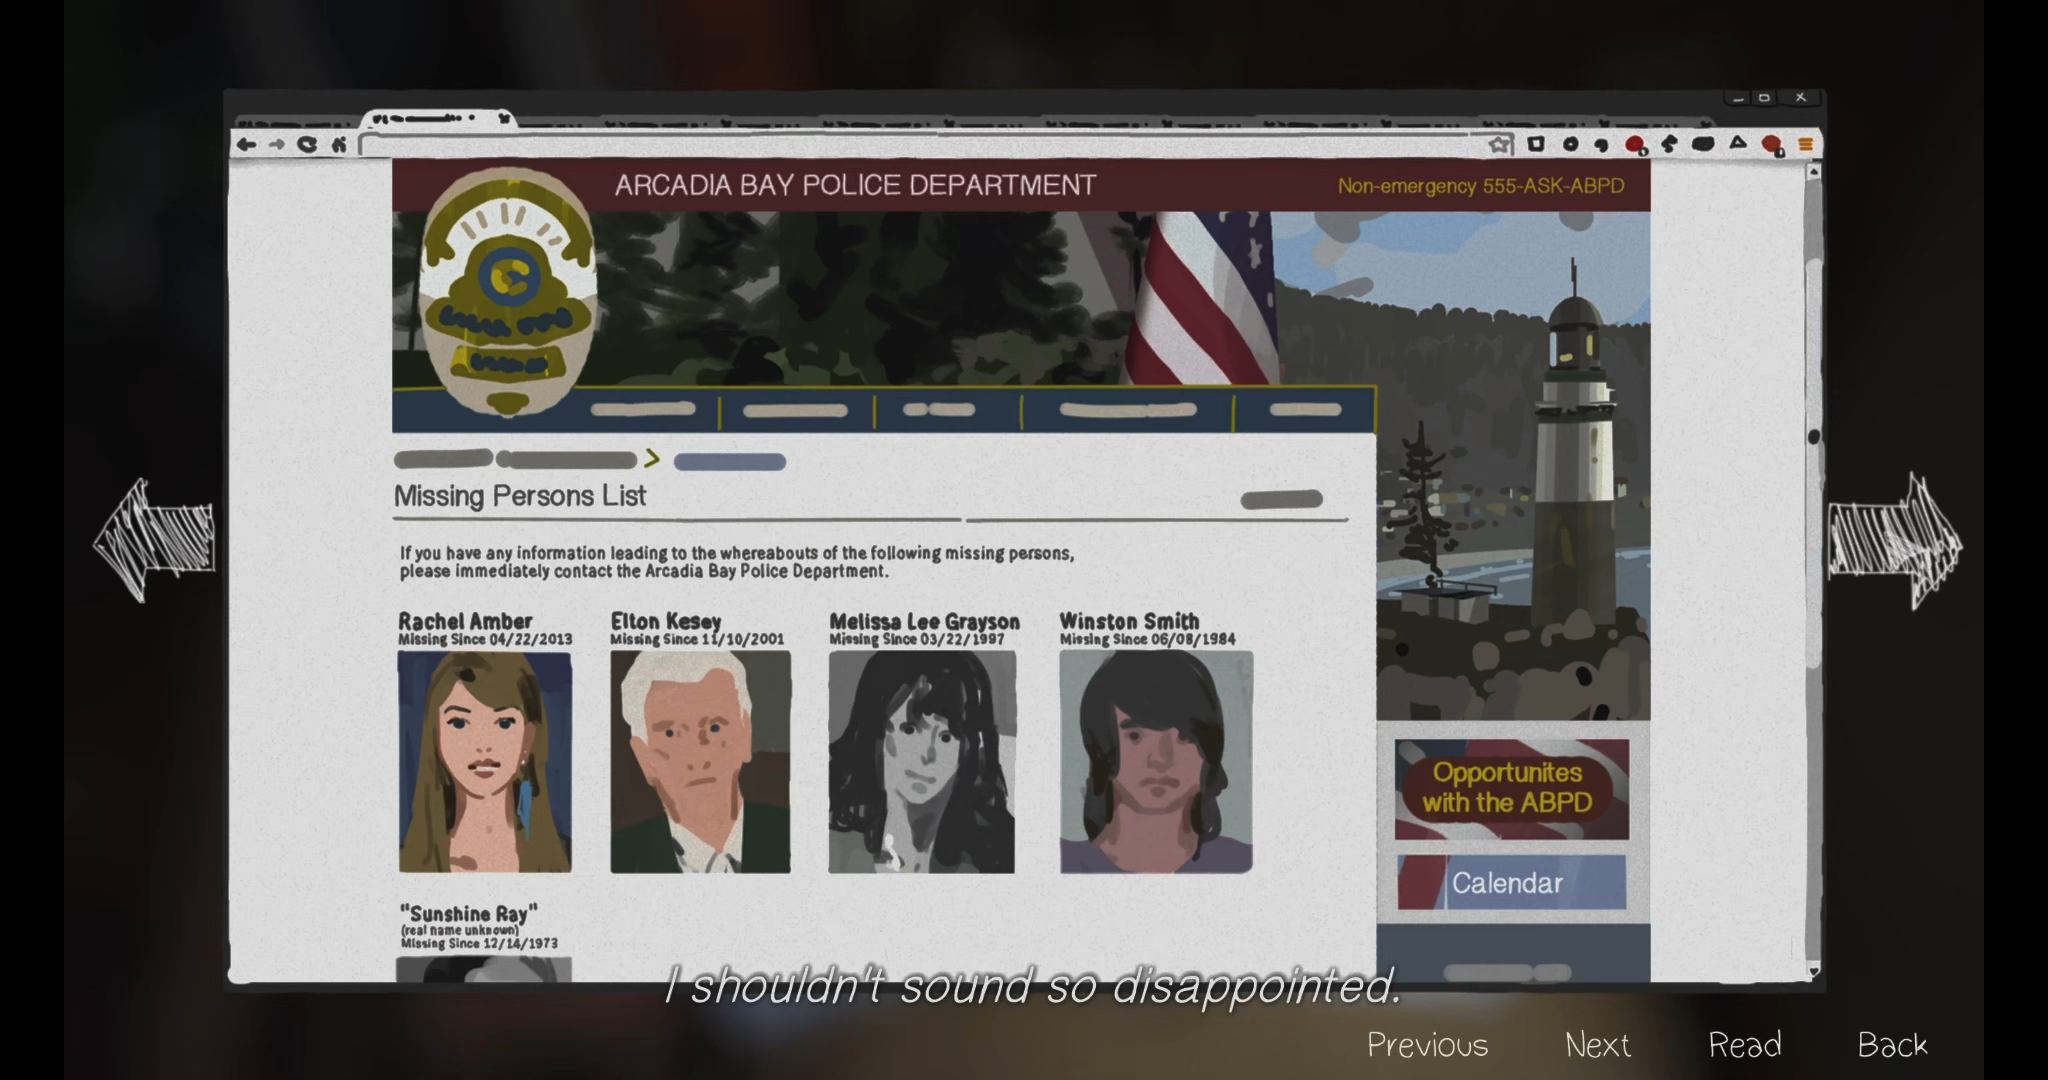 ARCADIA BAY POLICE DEPARTMENT
Non-emergency 555-ASK-ABPD
Missing Persons List
If you have any information leading to the whereabouts of the following missing persons,
please immediately contact the Arcadia Bay Police Department.
Rachel Amber
Missing Since 04/22/2013
Elton Kesey
Missing Since 11/10/2001
Melissa Lee Grayson
Missing Since 03/22/1997
Winston Smith
Missing Since 06/08/1984
"Sunshine Ray"
(real name unknown)
Missing Since 12/14/1973
Opportunites
with the ABPD
Calendar
I shouldn't sound so disappointed.
Previous
Next
Read
Back